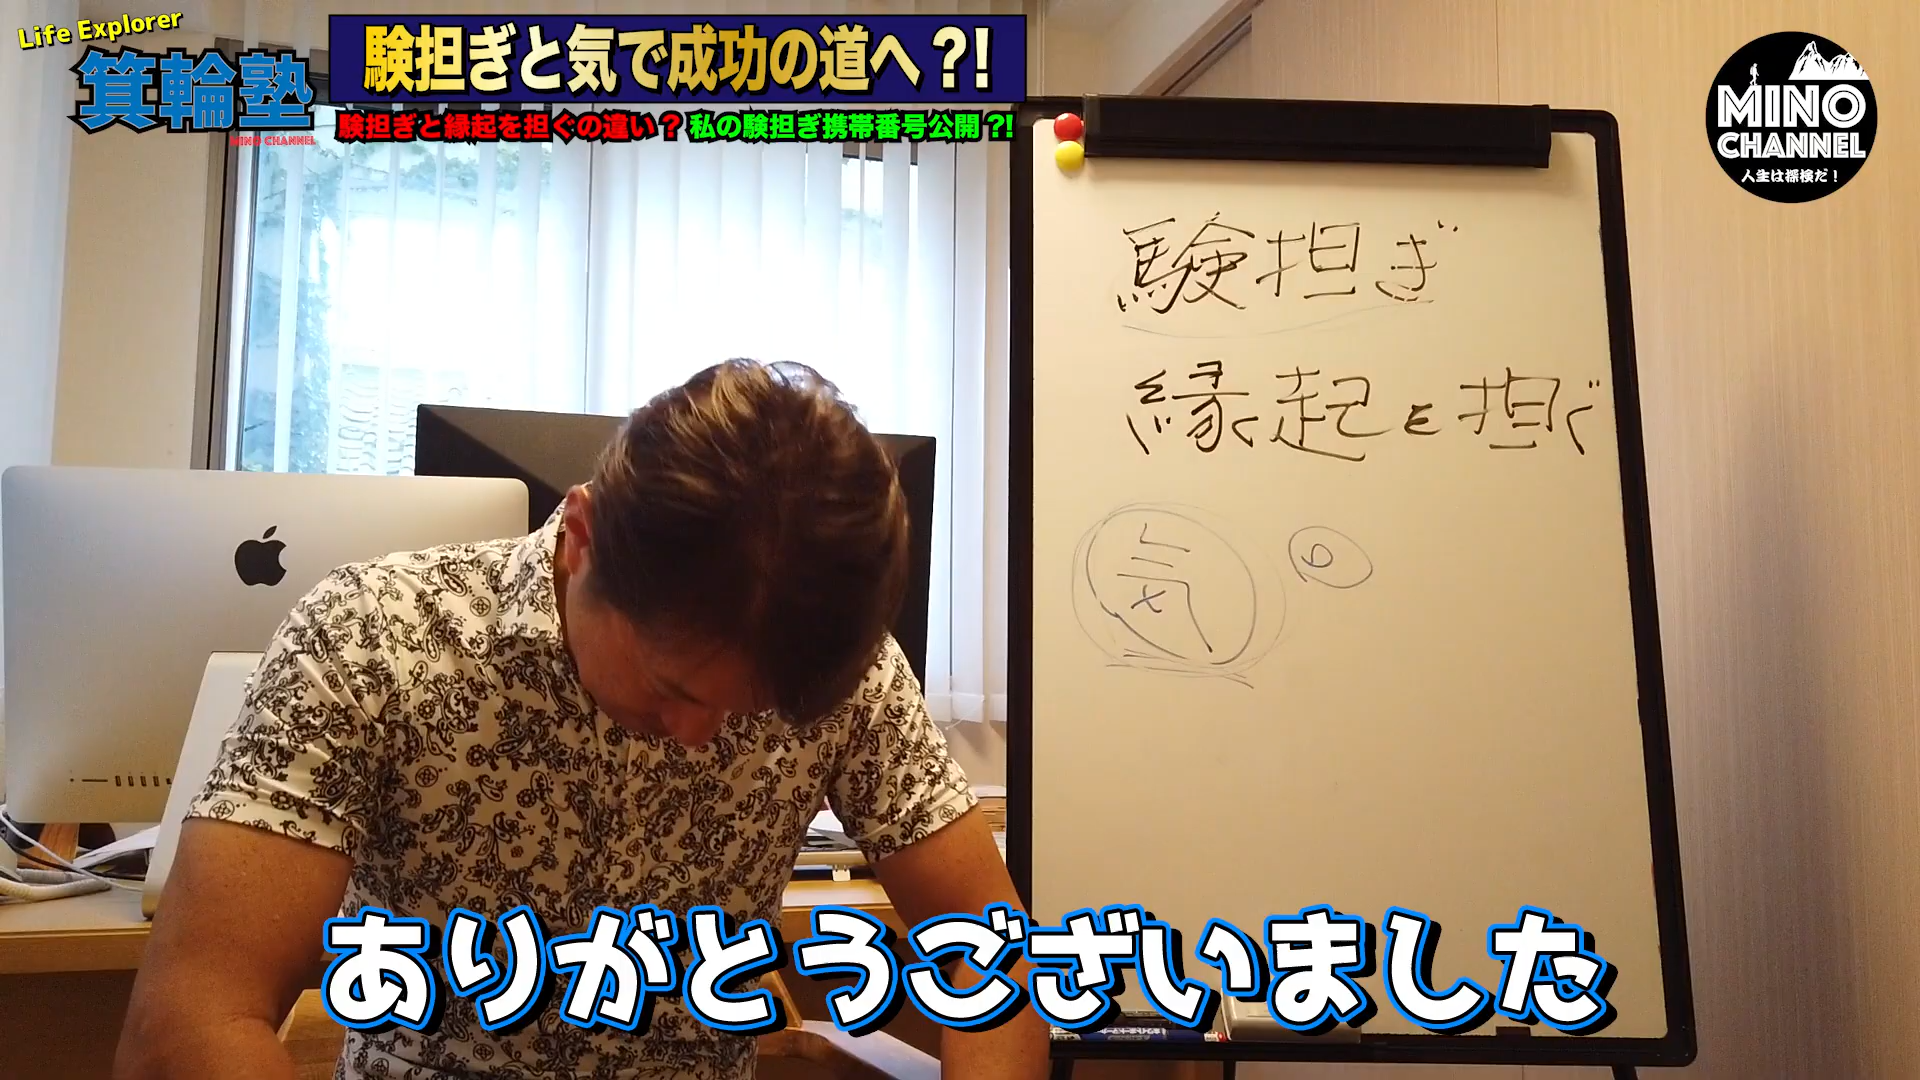 Life Explorer
箕輪塾
MINO CHANNEL
験担ぎと気で成功の道へ?!
験担ぎと縁起を担ぐの違い?私の験担ぎ携帯番号公開?!
MINO
CHANNEL
人生は探検だ!
験担ぎ
縁起を担ぐ
気
ありがとうございました